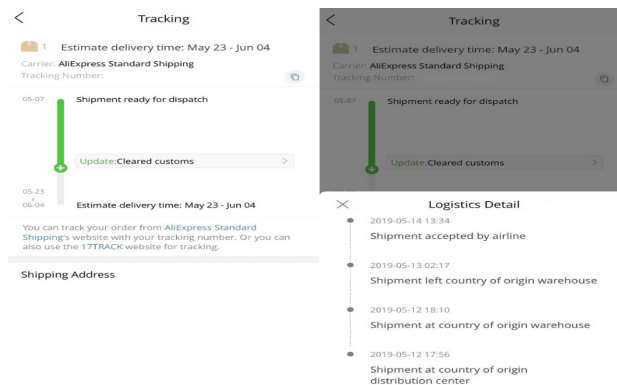 Tracking
1 Estimate delivery time: May 23 - Jun 04
Carrier: AliExpress Standard Shipping
Tracking Number:
05-07 Shipment ready for dispatch
Update:Cleared customs
05-23
06-04 Estimate delivery time: May 23 - Jun 04
You can track your order from AliExpress Standard
Shipping's website with your tracking number. Or you can
also use the 17TRACK website for tracking.
Shipping Address
Tracking
1 Estimate delivery time: May 23 - Jun 04
Carrier: AliExpress Standard Shipping
Tracking Number:
05-07 Shipment ready for dispatch
Update:Cleared customs
Logistics Detail
2019-05-14 13:34
Shipment accepted by airline
2019-05-13 02:17
Shipment left country of origin warehouse
2019-05-12 18:10
Shipment at country of origin warehouse
2019-05-12 17:56
Shipment at country of origin
distribution center